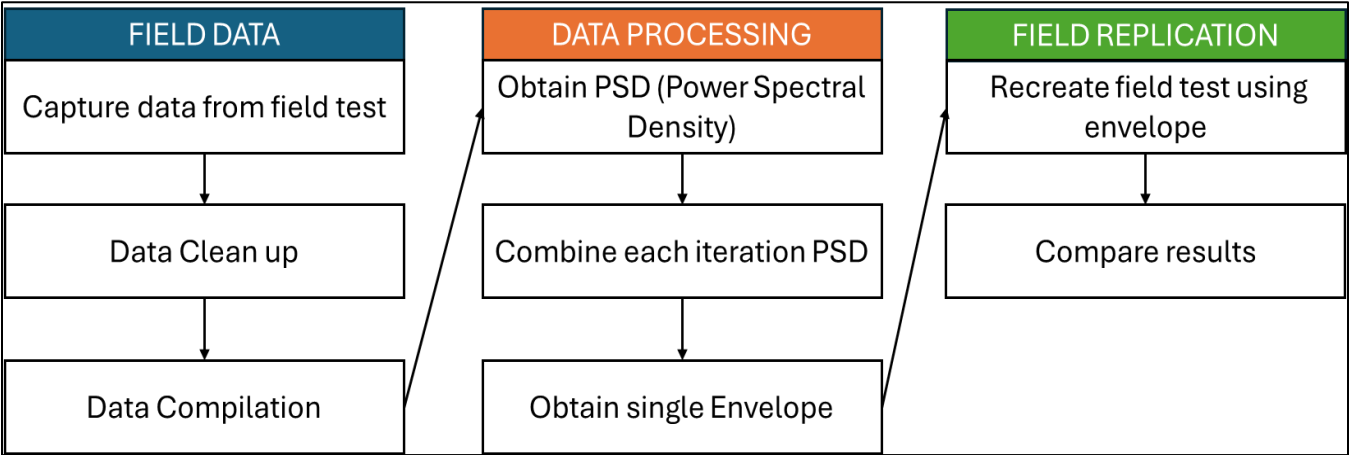 FIELD DATA
Capture data from field test
Data Clean up
Data Compilation
DATA PROCESSING
Obtain PSD (Power Spectral
Density)
Combine each iteration PSD
Obtain single Envelope
FIELD REPLICATION
Recreate field test using
envelope
Compare results